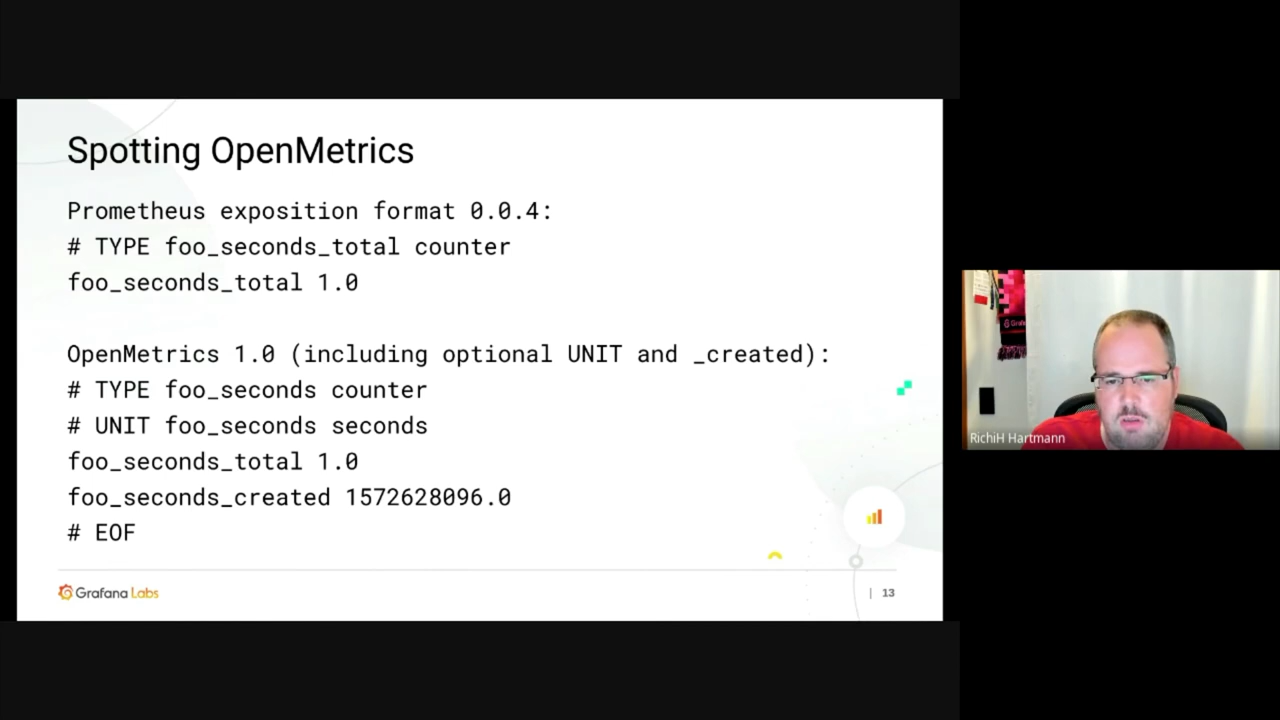 Spotting OpenMetrics
Prometheus exposition format 0.0.4:
# TYPE foo_seconds_total counter
foo_seconds_total 1.0
OpenMetrics 1.0 (including optional UNIT and _created):
# TYPE foo_seconds counter
# UNIT foo_seconds seconds
foo_seconds_total 1.0
foo_seconds_created 1572628096.0
# EOF
Grafana Labs
| 13
RichiH Hartmann